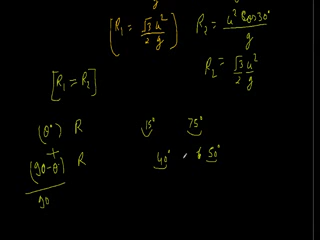 [R₁ = √3 u² / 2 g] R₂ = u² Cos30° / g
R₂ = √3 u² / 2 g
[R₁ = R₂]
(θ°) R 15° 75°
+
(90-θ) R 40° & 50°
90